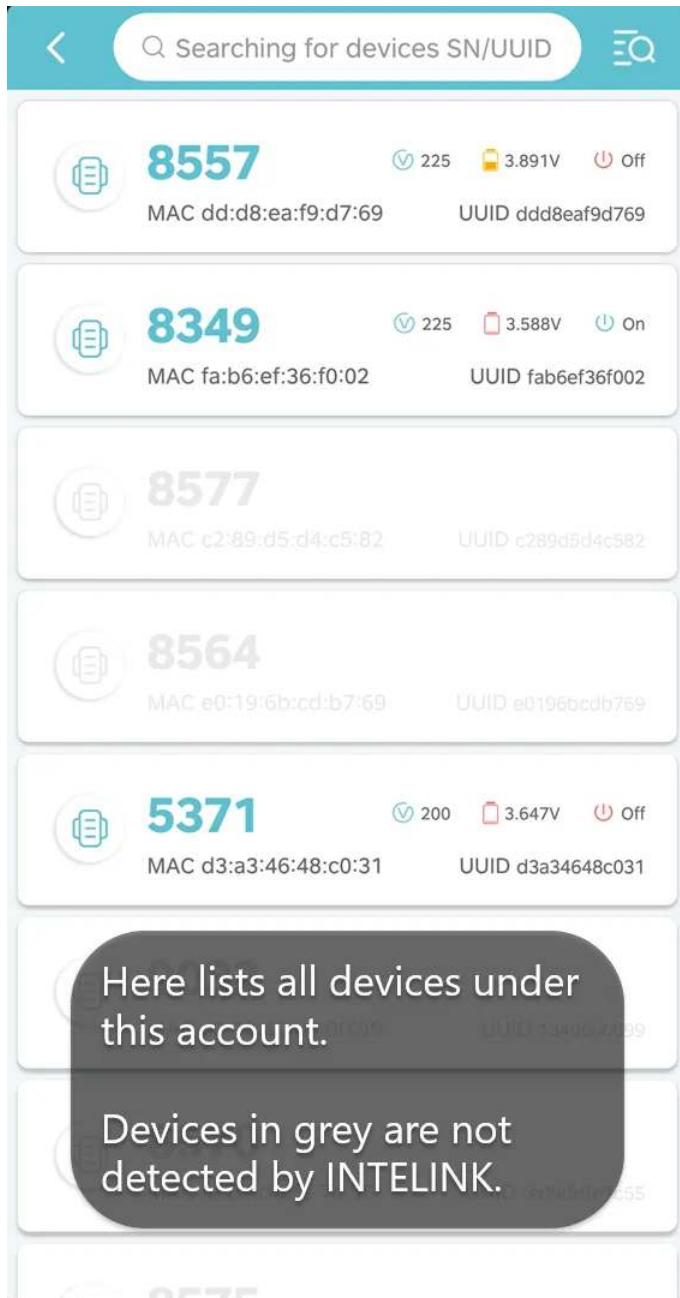 Searching for devices SN/UUID
8557 225 3.891V Off
MAC dd:d8:ea:f9:d7:69 UUID ddd8eaf9d769
8349 225 3.588V On
MAC fa:b6:ef:36:f0:02 UUID fab6ef36f002
8577
MAC c2:89:d5:d4:c5:82 UUID c289d5d4c582
8564
MAC e0:19:6b:cd:b7:69 UUID e0196bcdb769
5371 200 3.647V Off
MAC d3:a3:46:48:c0:31 UUID d3a34648c031
Here lists all devices under
this account.
UUID
Devices in grey are not
detected by INTELINK.